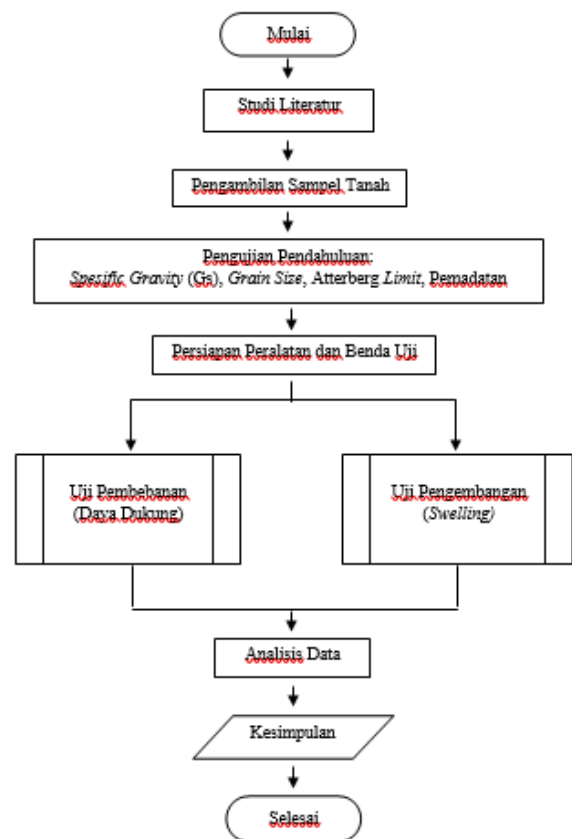 Mulai
Studi Literatur
Pengambilan Sampel Tanah
Pengujian Pendahuluan:
Spesific Gravity (Gs), Grain Size, Atterberg Limit, Pemadatan
Persiapan Peralatan dan Benda Uji
Uji Pembebanan
(Daya Dukung)
Uji Pengembangan
(Swelling)
Analisis Data
Kesimpulan
Selesai